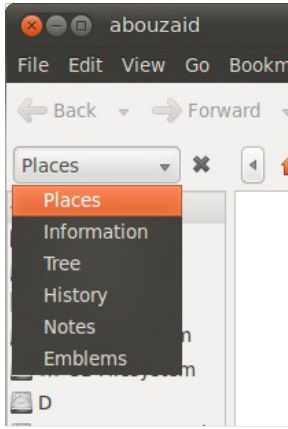 abouzaid
File Edit View Go Bookm
Back Forward
Places
Places
Information
Tree
History
Notes
Emblems
D